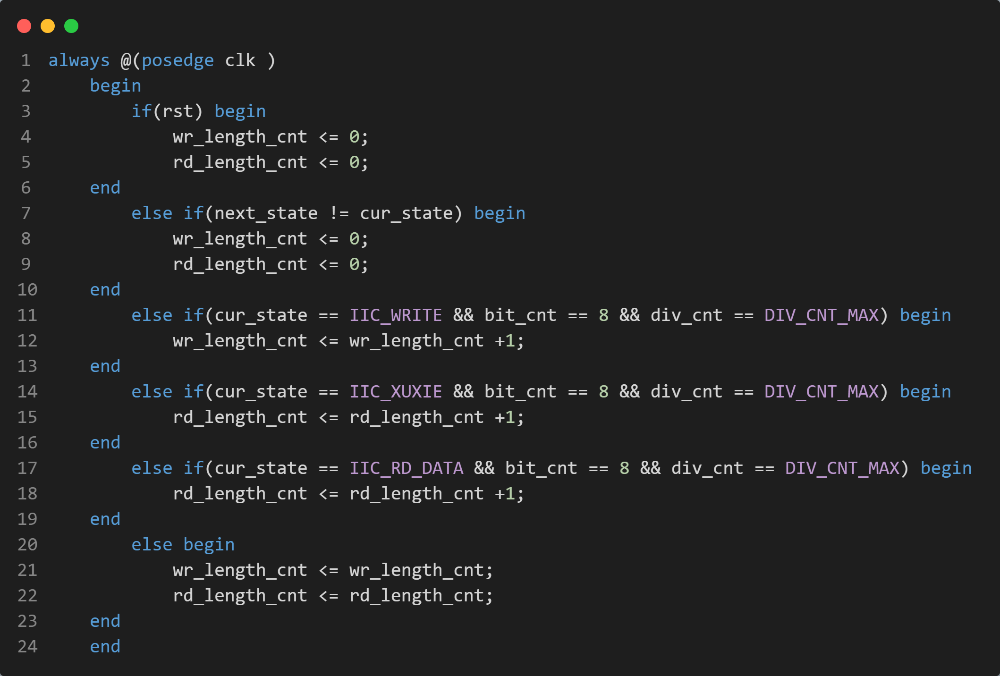 1 always @(posedge clk )
2     begin
3         if(rst) begin
4             wr_length_cnt <= 0;
5             rd_length_cnt <= 0;
6     end
7         else if(next_state != cur_state) begin
8             wr_length_cnt <= 0;
9             rd_length_cnt <= 0;
10     end
11         else if(cur_state == IIC_WRITE && bit_cnt == 8 && div_cnt == DIV_CNT_MAX) begin
12             wr_length_cnt <= wr_length_cnt +1;
13     end
14         else if(cur_state == IIC_XUXIE && bit_cnt == 8 && div_cnt == DIV_CNT_MAX) begin
15             rd_length_cnt <= rd_length_cnt +1;
16     end
17         else if(cur_state == IIC_RD_DATA && bit_cnt == 8 && div_cnt == DIV_CNT_MAX) begin
18             rd_length_cnt <= rd_length_cnt +1;
19     end
20         else begin
21             wr_length_cnt <= wr_length_cnt;
22             rd_length_cnt <= rd_length_cnt;
23     end
24     end